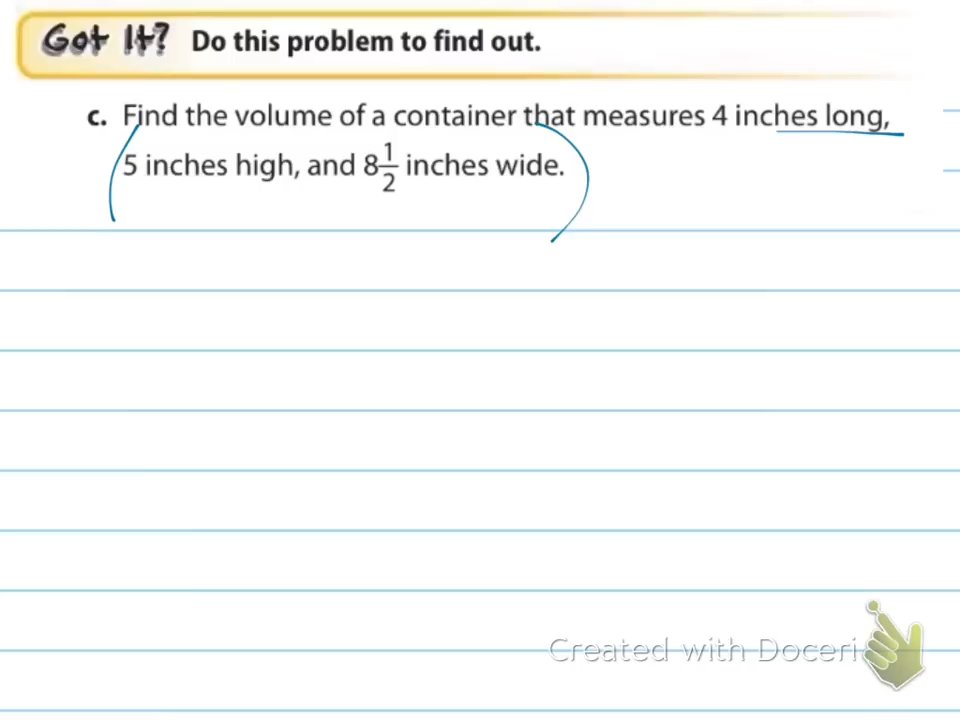 Got It? Do this problem to find out.
c. Find the volume of a container that measures 4 inches long,
5 inches high, and 8 1/2 inches wide.
Created with Doceri